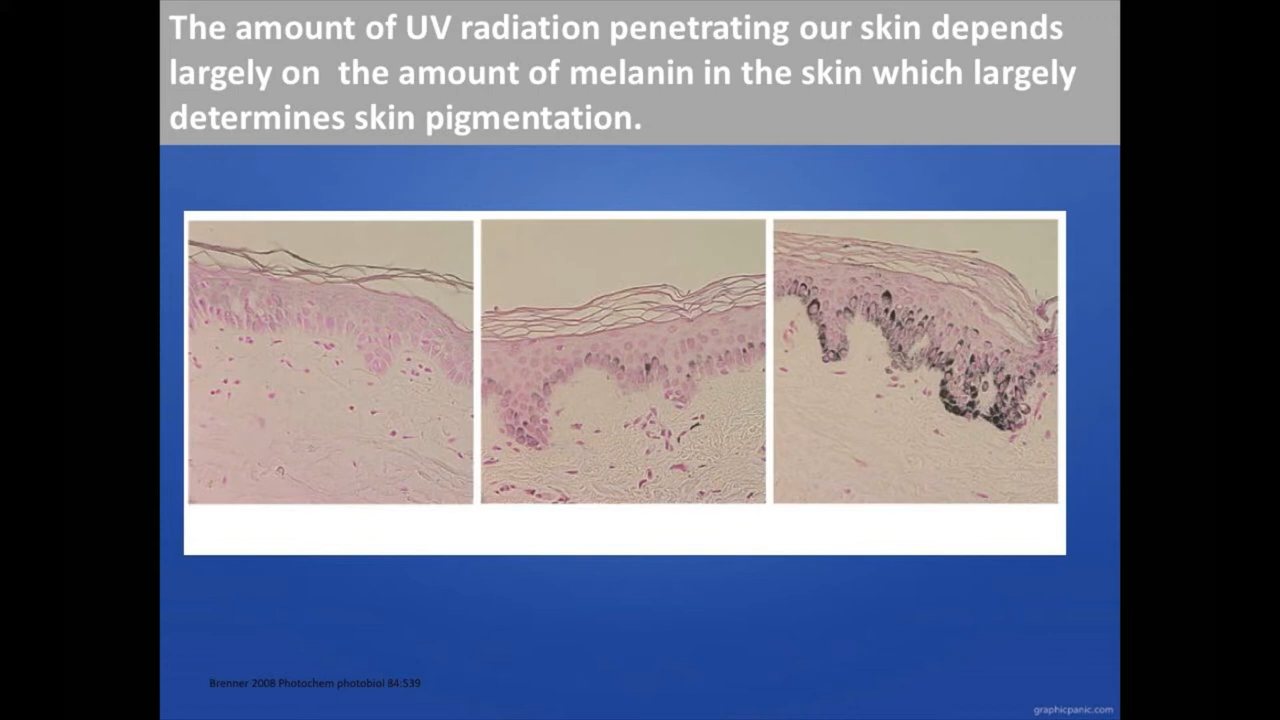 The amount of UV radiation penetrating our skin depends
largely on  the amount of melanin in the skin which largely
determines skin pigmentation.
Brenner 2008 Photochem photobiol 84:539
graphicpanic.com